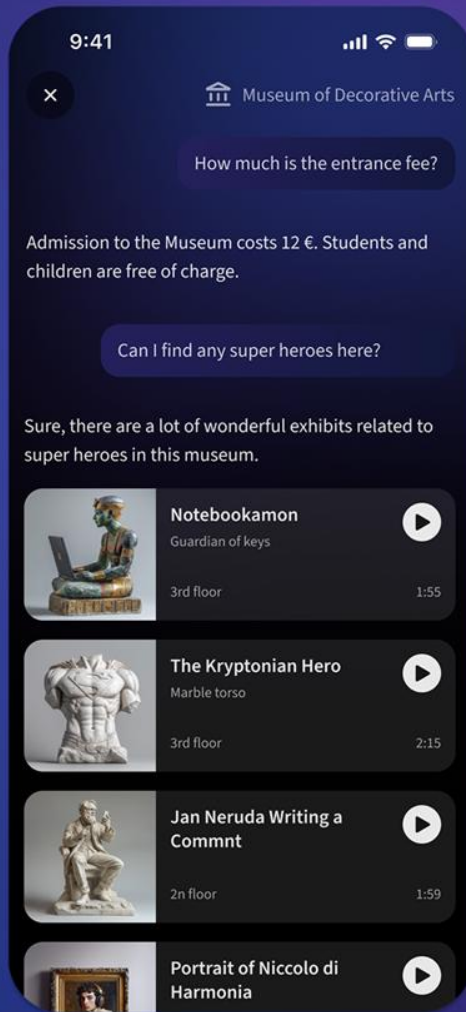 9:41
Museum of Decorative Arts
How much is the entrance fee?
Admission to the Museum costs 12 €. Students and
children are free of charge.
Can I find any super heroes here?
Sure, there are a lot of wonderful exhibits related to
super heroes in this museum.
Notebookamon
Guardian of keys
3rd floor 1:55
The Kryptonian Hero
Marble torso
3rd floor 2:15
Jan Neruda Writing a
Commnt
2n floor 1:59
Portrait of Niccolo di
Harmonia